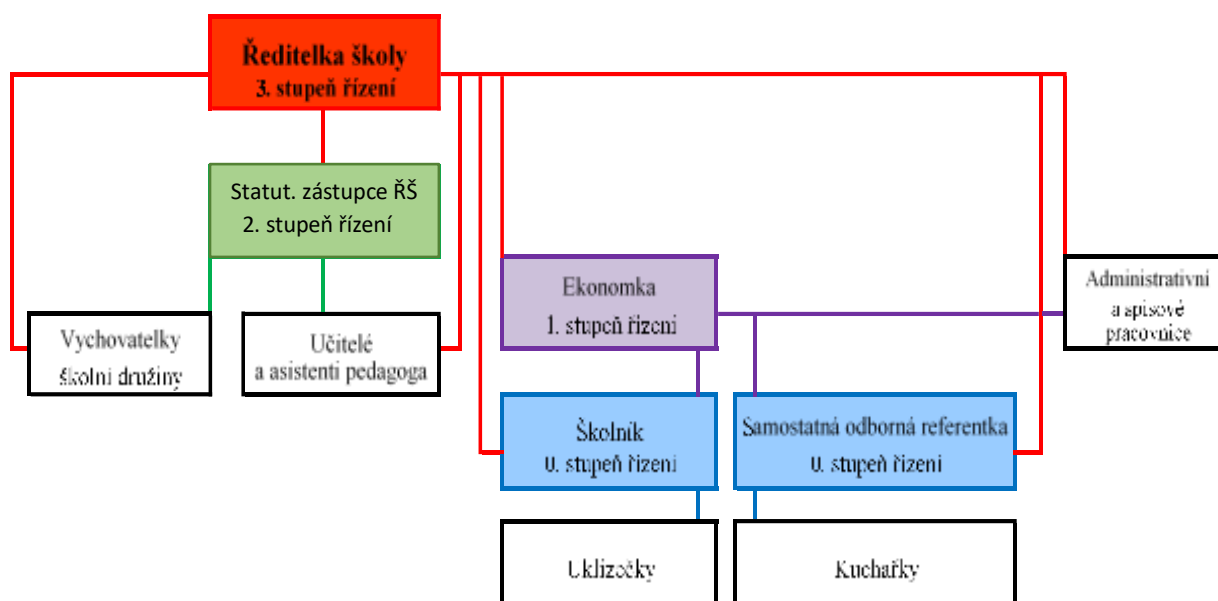 Ředitelka školy
3. stupeň řízení
Statut. zástupce ŘŠ
2. stupeň řízení
Ekonomka
1. stupeň řízení
Administrativní
a spisové
pracovnice
Vychovatelky
školní družiny
Učitelé
a asistenti pedagoga
Školník
0. stupeň řízení
Samostatná odborná referentka
0. stupeň řízení
Uklízečky
Kuchařky